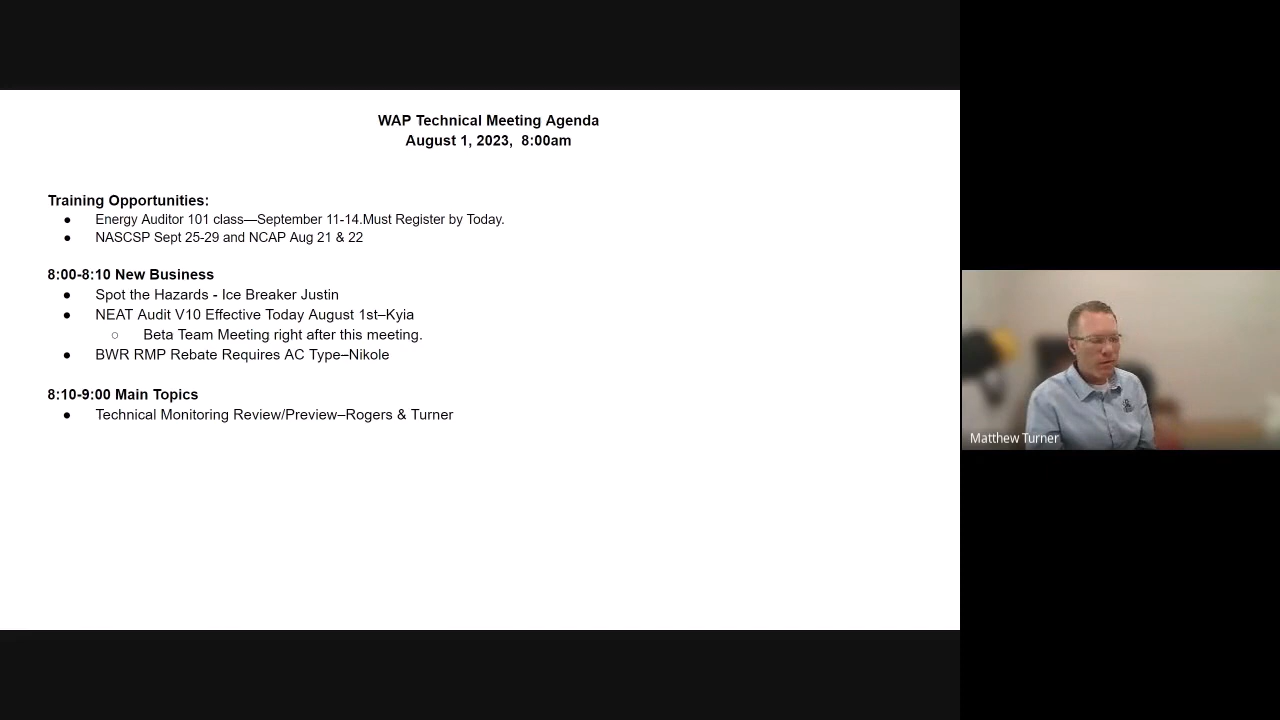 WAP Technical Meeting Agenda
August 1, 2023, 8:00am
Training Opportunities:
● Energy Auditor 101 class—September 11-14.Must Register by Today.
● NASCSP Sept 25-29 and NCAP Aug 21 & 22
8:00-8:10 New Business
● Spot the Hazards - Ice Breaker Justin
● NEAT Audit V10 Effective Today August 1st–Kyia
○ Beta Team Meeting right after this meeting.
● BWR RMP Rebate Requires AC Type–Nikole
8:10-9:00 Main Topics
● Technical Monitoring Review/Preview–Rogers & Turner
Matthew Turner